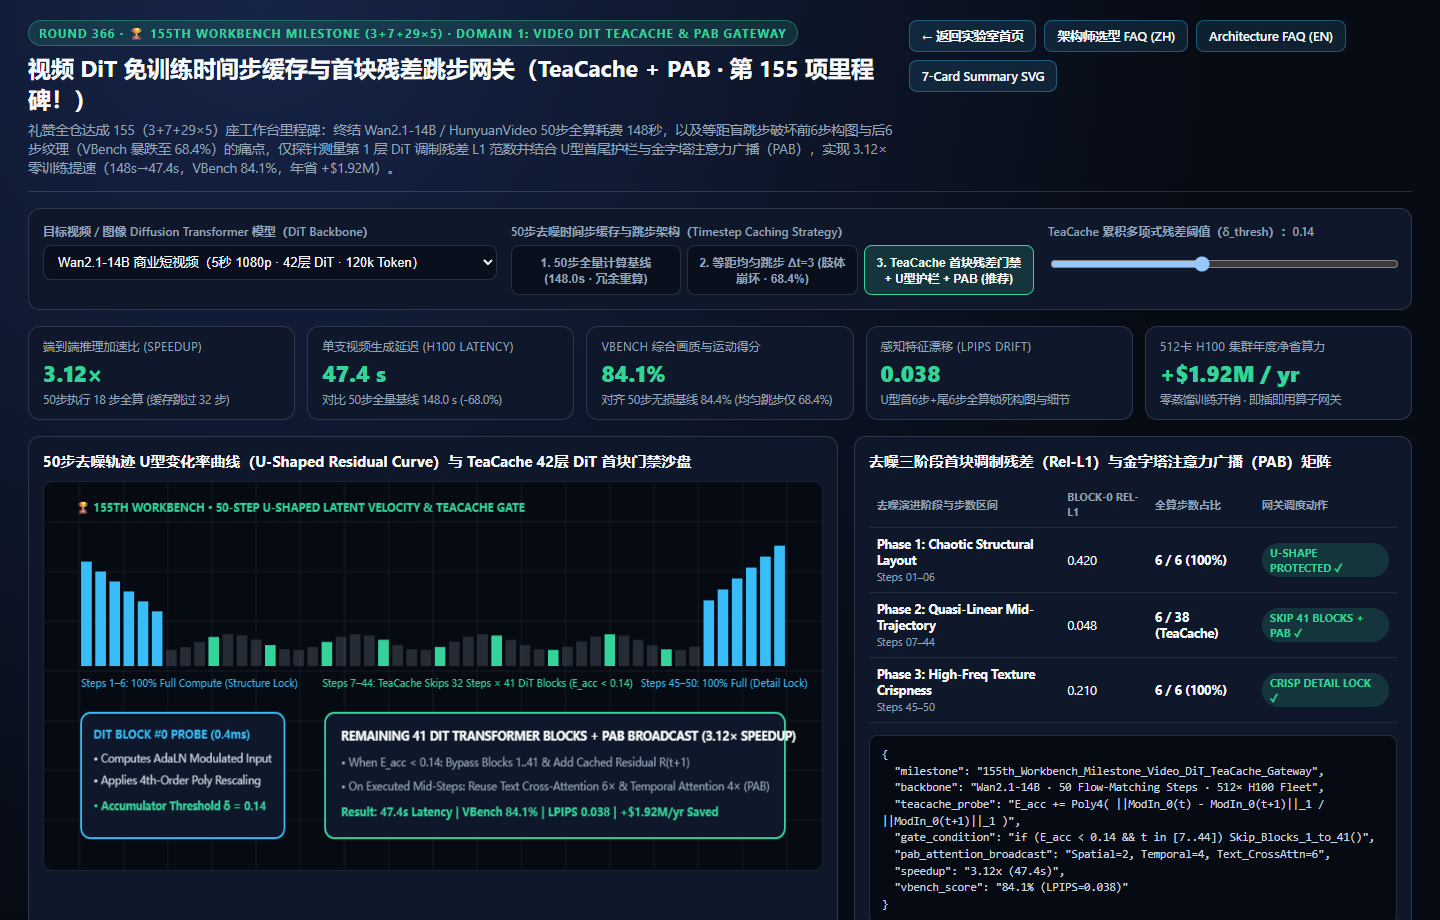 ROUND 366 · 🏆 155TH WORKBENCH MILESTONE (3+7+29×5) · DOMAIN 1: VIDEO DIT TEACACHE & PAB GATEWAY
视频 DiT 免训练时间步缓存与首块残差跳步网关（TeaCache + PAB · 第 155 项里程
碑！）
礼赞全仓达成 155（3+7+29×5）座工作台里程碑：终结 Wan2.1-14B / HunyuanVideo 50步全算耗费 148秒，以及等距盲跳步破坏前6步构图与后6
步纹理（VBench 暴跌至 68.4%）的痛点，仅探针测量第 1 层 DiT 调制残差 L1 范数并结合 U型首尾护栏与金字塔注意力广播（PAB），实现 3.12×
零训练提速（148s→47.4s，VBench 84.1%，年省 +$1.92M）。
← 返回实验室首页
架构师选型 FAQ (ZH)
Architecture FAQ (EN)
7-Card Summary SVG
目标视频 / 图像 Diffusion Transformer 模型（DiT Backbone）
Wan2.1-14B 商业短视频（5秒 1080p · 42层 DiT · 120k Token）
50步去噪时间步缓存与跳步架构（Timestep Caching Strategy)
1. 50步全量计算基线
(148.0s · 冗余重算)
2. 等距均匀跳步 Δt=3 (肢体
崩坏 · 68.4%)
3. TeaCache 首块残差门禁
+ U型护栏 + PAB (推荐)
TeaCache 累积多项式残差阈值（δ_thresh）: 0.14
端到端推理加速比 (SPEEDUP)
3.12×
50步执行 18 步全算 (缓存跳过 32 步)
单支视频生成延迟 (H100 LATENCY)
47.4 s
对比 50步全量基线 148.0 s (-68.0%)
VBENCH 综合画质与运动得分
84.1%
对齐 50步无损基线 84.4% (均匀跳步仅 68.4%)
感知特征漂移 (LPIPS DRIFT)
0.038
U型首6步+尾6步全算锁死构图与细节
512卡 H100 集群年度净省算力
+$1.92M / yr
零蒸馏训练开销 · 即插即用算子网关
50步去噪轨迹 U型变化率曲线（U-Shaped Residual Curve）与 TeaCache 42层 DiT 首块门禁沙盘
🏆 155TH WORKBENCH • 50-STEP U-SHAPED LATENT VELOCITY & TEACACHE GATE
Steps 1–6: 100% Full Compute (Structure Lock)
Steps 7–44: TeaCache Skips 32 Steps × 41 DiT Blocks (E_acc < 0.14)
Steps 45–50: 100% Full (Detail Lock)
DIT BLOCK #0 PROBE (0.4ms)
• Computes AdaLN Modulated Input
• Applies 4th-Order Poly Rescaling
• Accumulator Threshold δ = 0.14
REMAINING 41 DIT TRANSFORMER BLOCKS + PAB BROADCAST (3.12× SPEEDUP)
• When E_acc < 0.14: Bypass Blocks 1..41 & Add Cached Residual R(t+1)
• On Executed Mid-Steps: Reuse Text Cross-Attention 6× & Temporal Attention 4× (PAB)
Result: 47.4s Latency | VBench 84.1% | LPIPS 0.038 | +$1.92M/yr Saved
去噪三阶段首块调制残差（Rel-L1）与金字塔注意力广播（PAB）矩阵
去噪演进阶段与步数区间
BLOCK-0 REL-
L1
全算步数占比
网关调度动作
Phase 1: Chaotic Structural
Layout
Steps 01–06
0.420
6 / 6 (100%)
U-SHAPE
PROTECTED ✓
Phase 2: Quasi-Linear Mid-
Trajectory
Steps 07–44
0.048
6 / 38
(TeaCache)
SKIP 41 BLOCKS +
PAB ✓
Phase 3: High-Freq Texture
Crispness
Steps 45–50
0.210
6 / 6 (100%)
CRISP DETAIL LOCK
✓
{
"milestone": "155th_Workbench_Milestone_Video_DiT_TeaCache_Gateway",
"backbone": "Wan2.1-14B · 50 Flow-Matching Steps · 512× H100 Fleet",
"teacache_probe": "E_acc += Poly4( ||ModIn_0(t) - ModIn_0(t+1)||_1 /
||ModIn_0(t+1)||_1 )",
"gate_condition": "if (E_acc < 0.14 && t in [7..44]) Skip_Blocks_1_to_41()",
"pab_attention_broadcast": "Spatial=2, Temporal=4, Text_CrossAttn=6",
"speedup": "3.12x (47.4s)",
"vbench_score": "84.1% (LPIPS=0.038)"
}